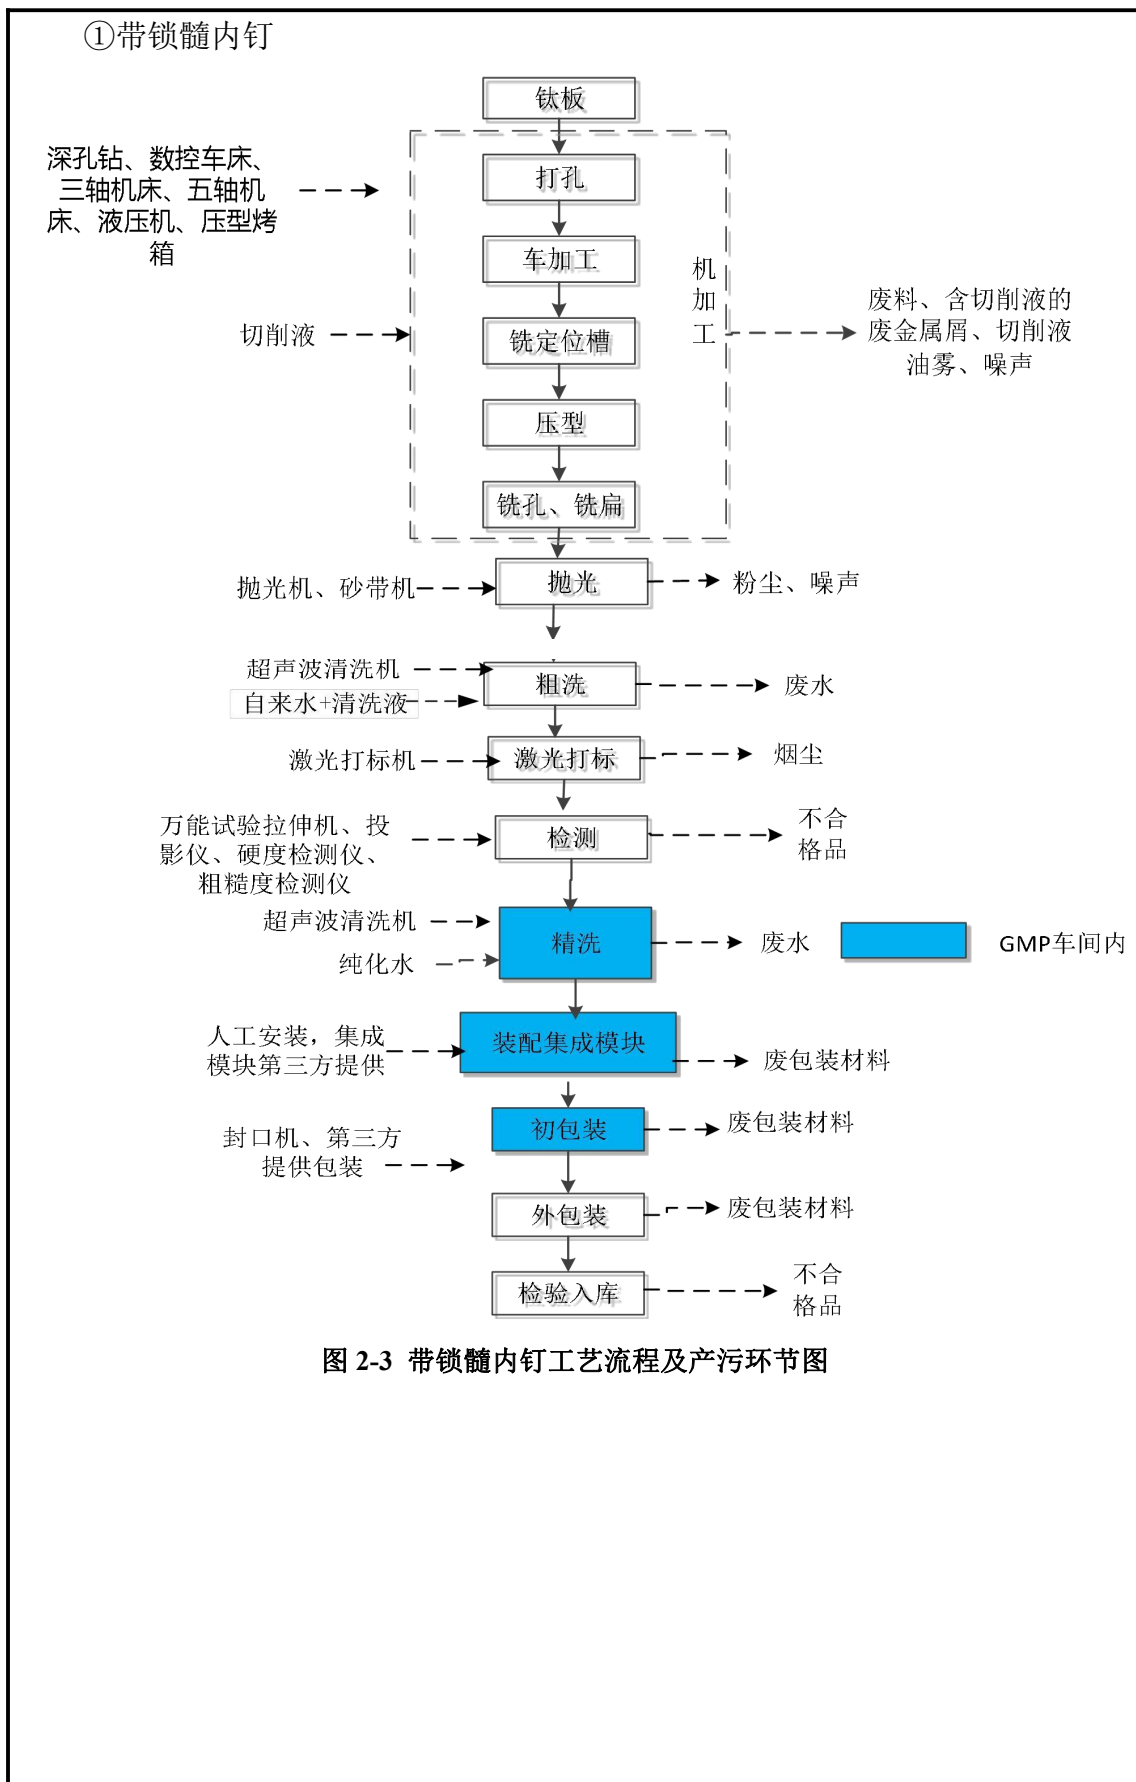 ①带锁髓内钉
钛板
深孔钻、数控车床、
三轴机床、五轴机
床、液压机、压型烤
箱
打孔
车加工
机
加
工
切削液
铣定位槽
废料、含切削液的
废金属屑、切削液
油雾、噪声
压型
铣孔、铣扁
抛光机、砂带机
抛光
粉尘、噪声
超声波清洗机
自来水+清洗液
粗洗
废水
激光打标机
激光打标
烟尘
万能试验拉伸机、投
影仪、硬度检测仪、
粗糙度检测仪
检测
不合
格品
超声波清洗机
纯化水
精洗
废水
GMP车间内
人工安装，集成
模块第三方提供
装配集成模块
废包装材料
封口机、第三方
提供包装
初包装
废包装材料
外包装
废包装材料
检验入库
不合
格品
图 2-3 带锁髓内钉工艺流程及产污环节图